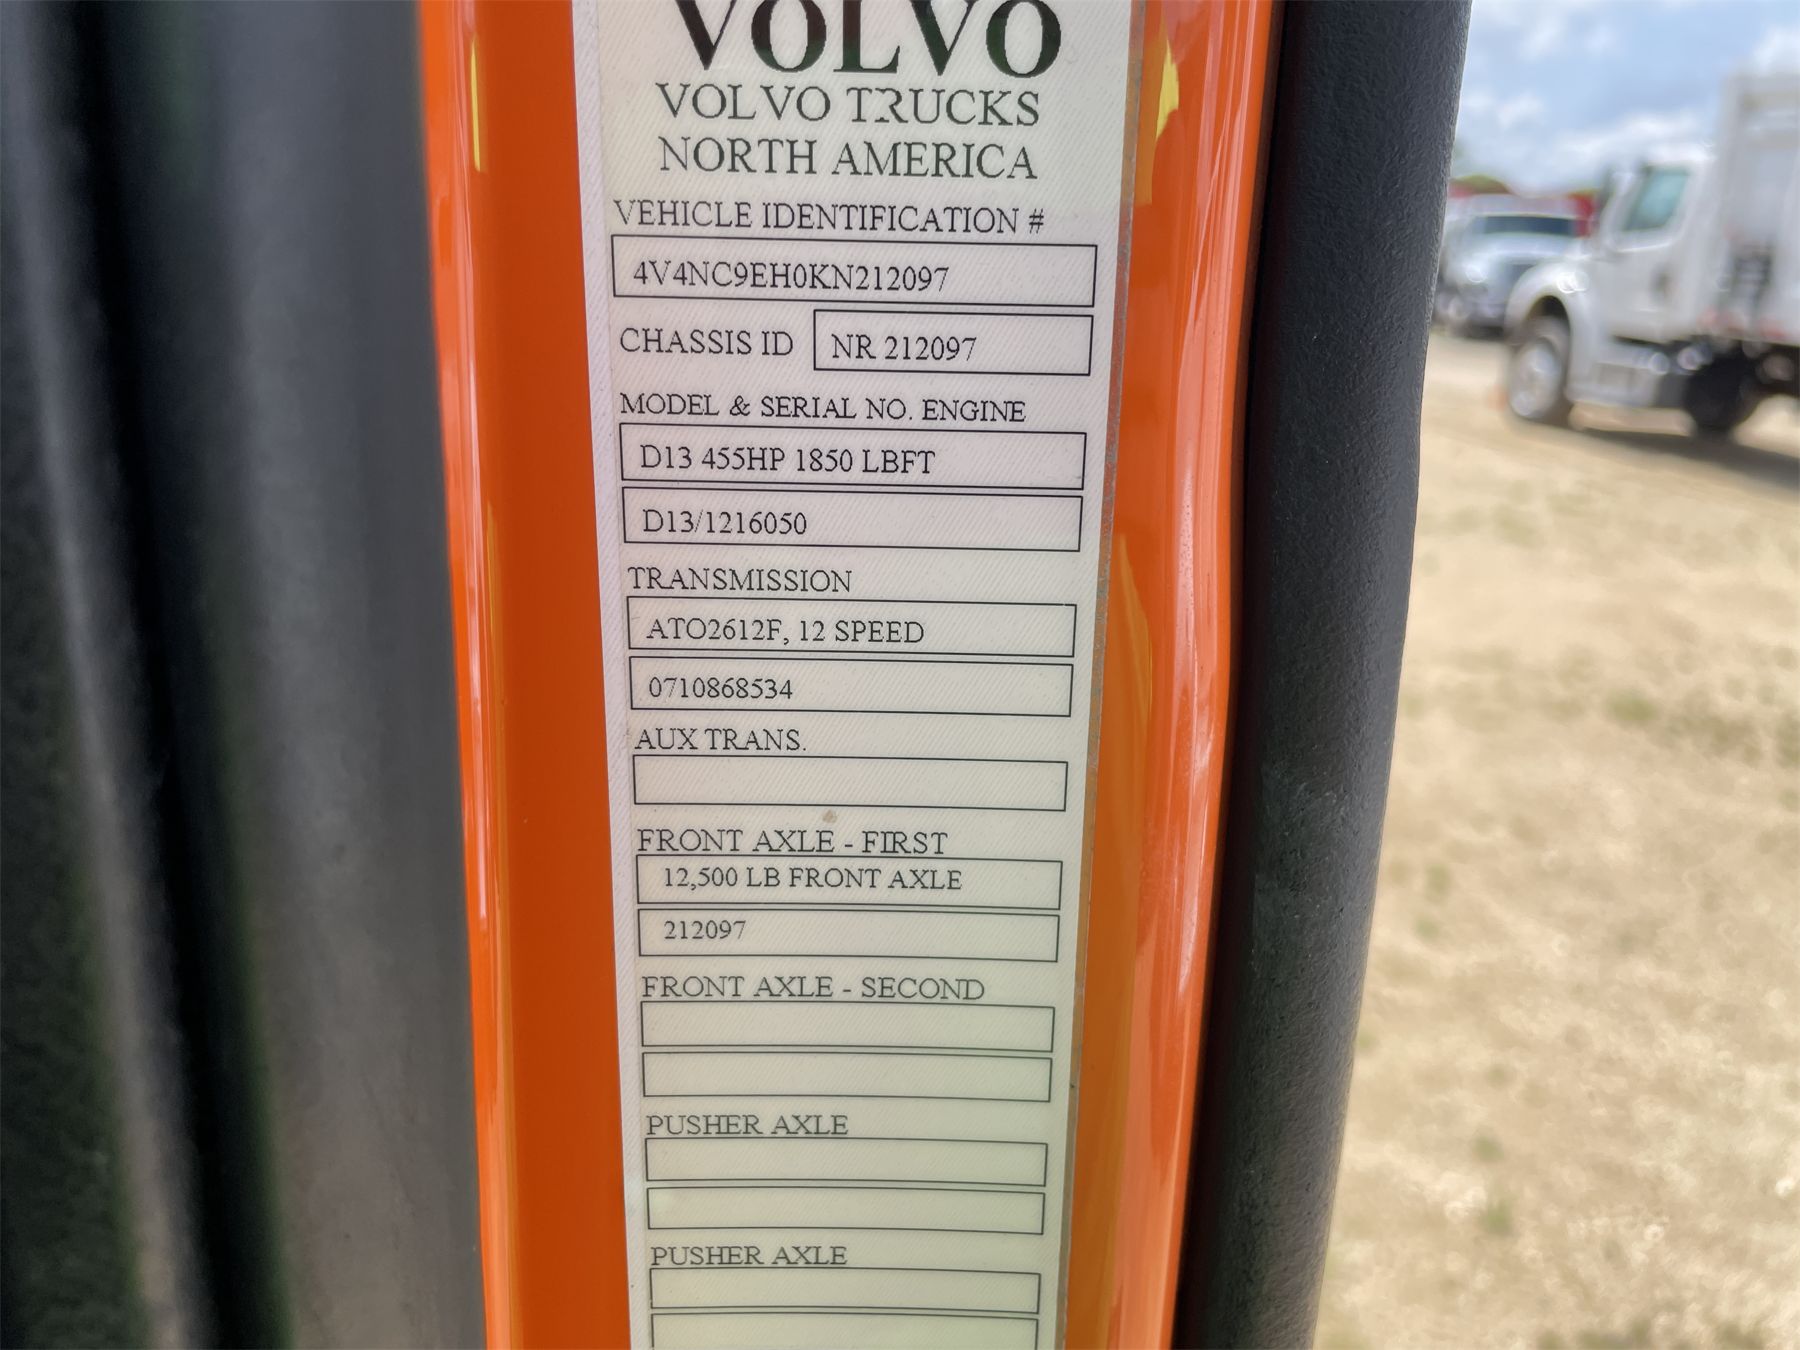 VOLVO
VOLVO TRUCKS
NORTH AMERICA
VEHICLE IDENTIFICATION #
4V4NC9EH0KN212097
CHASSIS ID NR 212097
MODEL & SERIAL NO. ENGINE
D13 455HP 1850 LBFT
D13/1216050
TRANSMISSION
ATO2612F, 12 SPEED
0710868534
AUX TRANS.
FRONT AXLE - FIRST
12,500 LB FRONT AXLE
212097
FRONT AXLE - SECOND
PUSHER AXLE
PUSHER AXLE